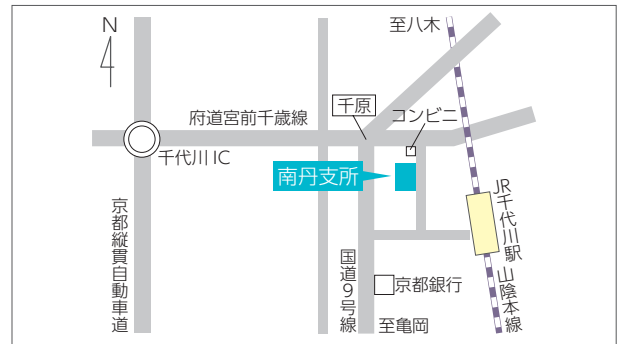 N
至八木
府道宮前千歳線
千原
コンビニ
千代川IC
南丹支所
JR千代川駅
山陰本線
京都縦貫自動車道
国道9号線
京都銀行
至亀岡